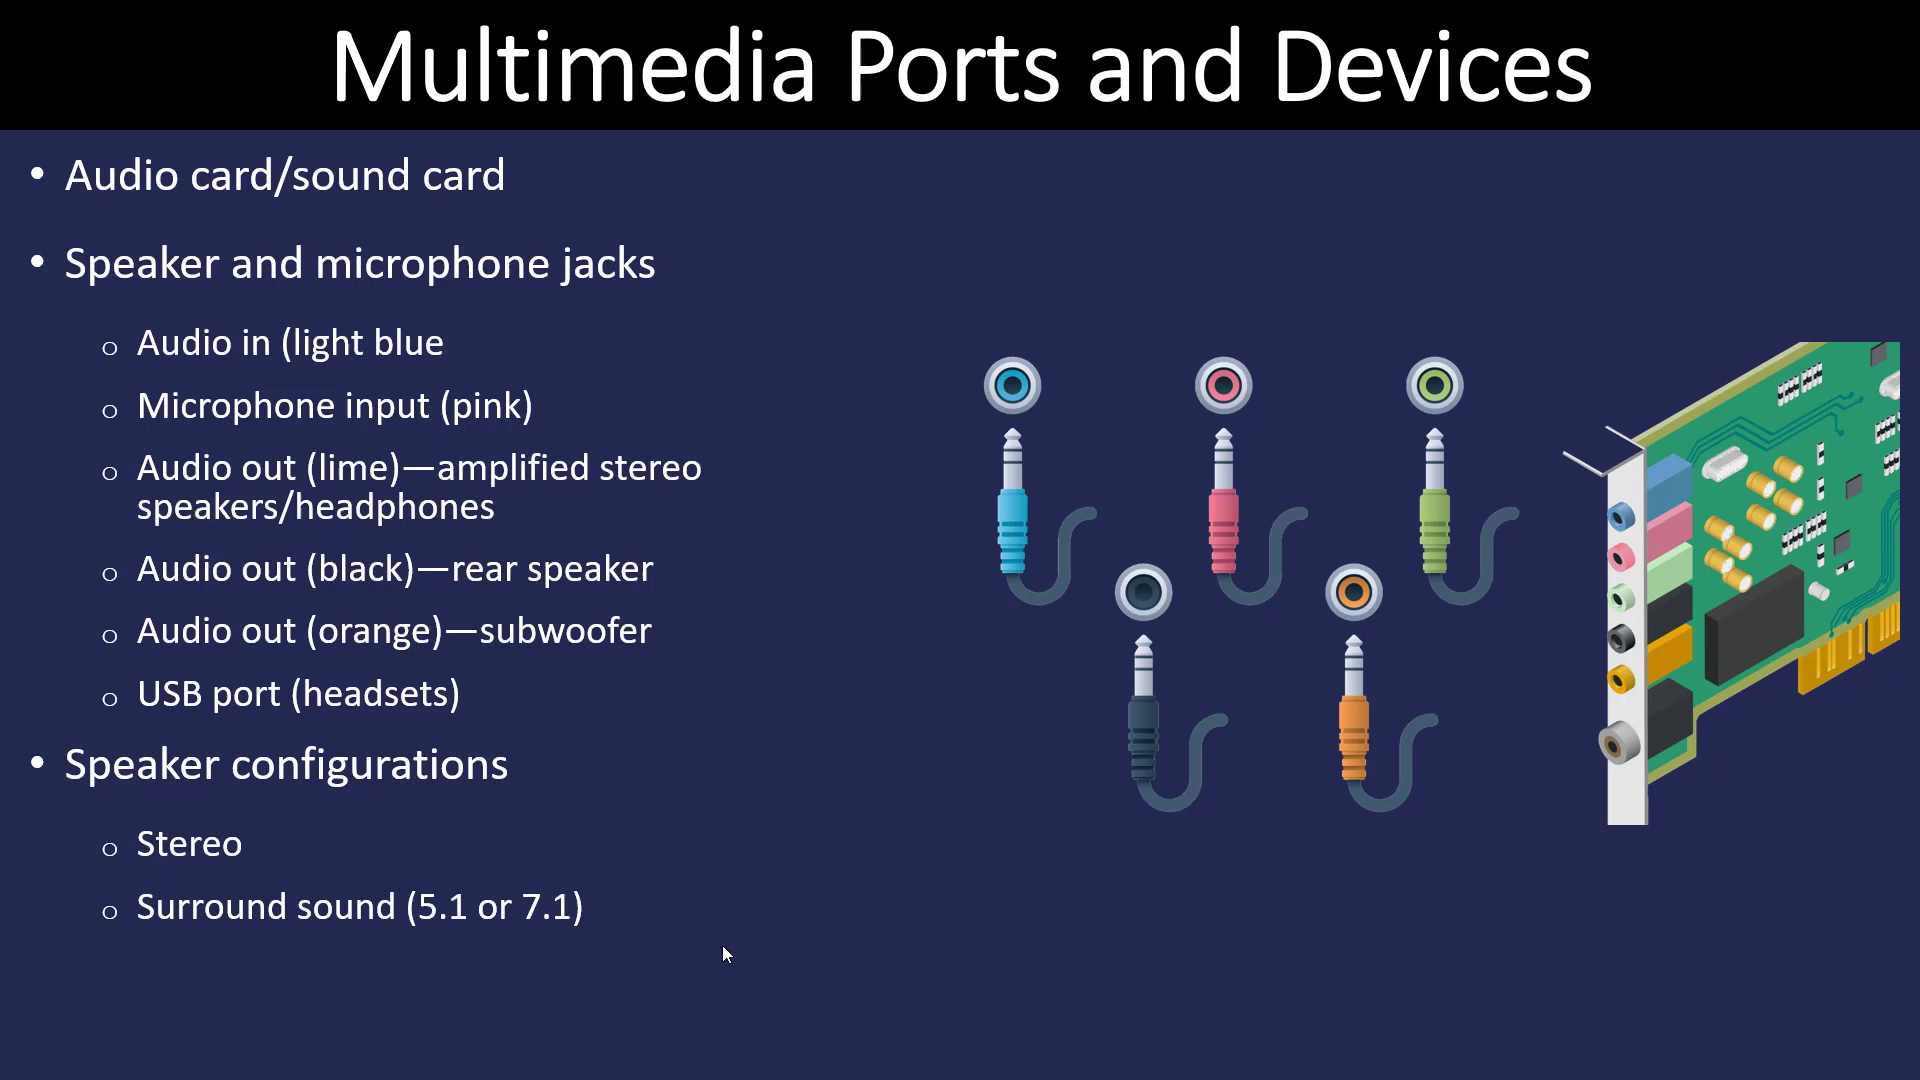 Multimedia Ports and Devices
• Audio card/sound card
• Speaker and microphone jacks
o Audio in (light blue
o Microphone input (pink)
o Audio out (lime)—amplified stereo
speakers/headphones
o Audio out (black)—rear speaker
o Audio out (orange)—subwoofer
o USB port (headsets)
• Speaker configurations
o Stereo
o Surround sound (5.1 or 7.1)